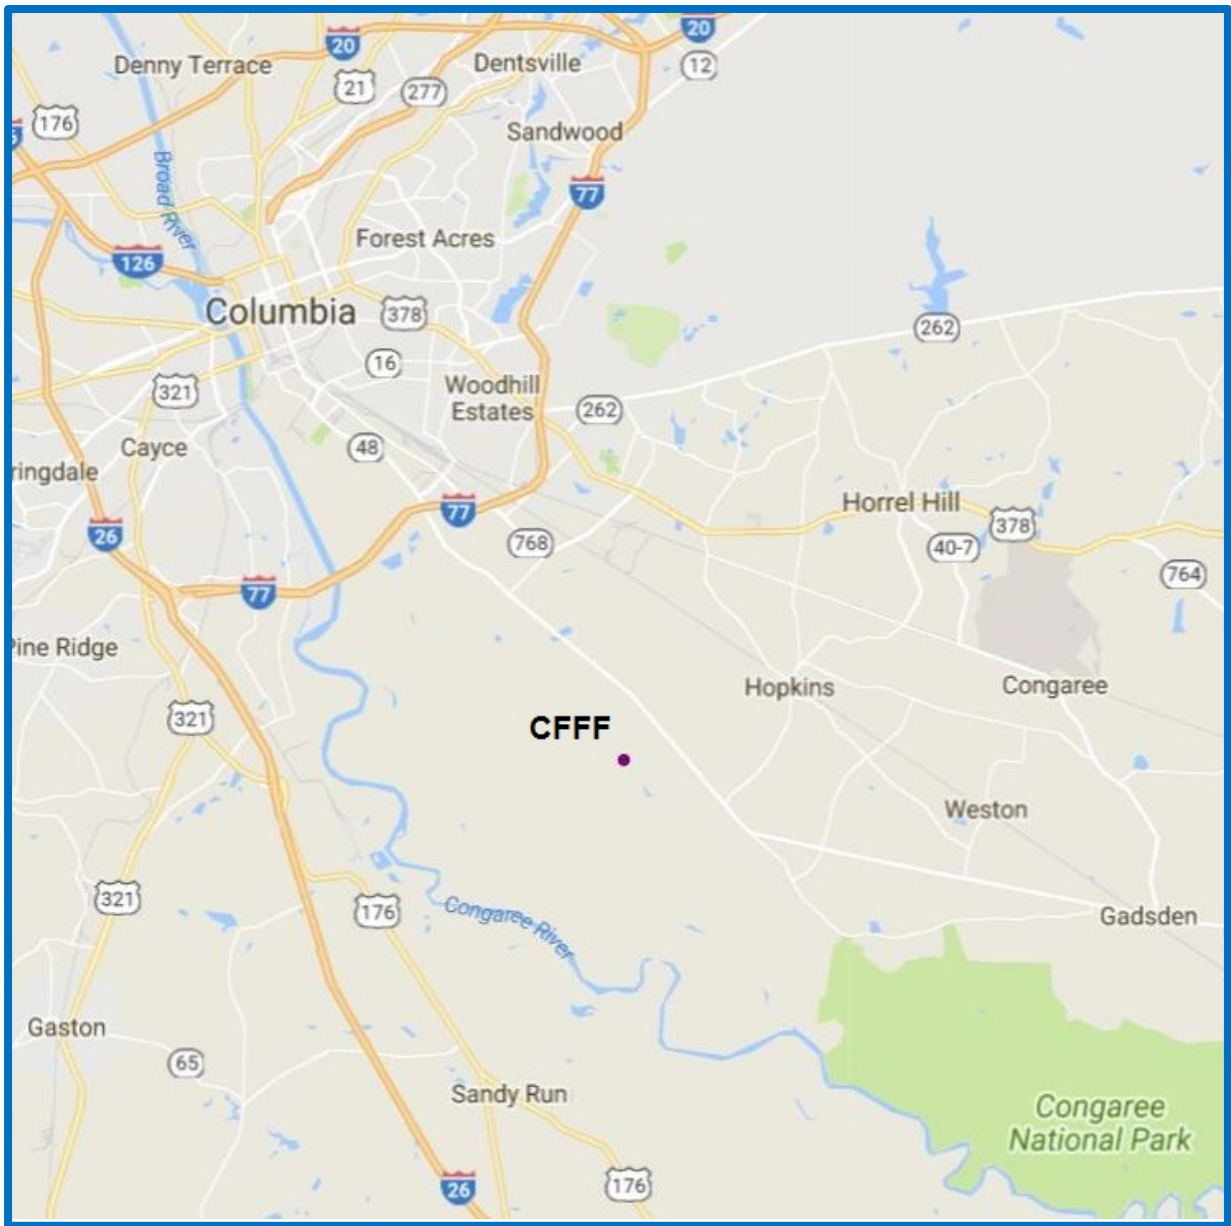 20
20
Denny Terrace
Dentsville
12
21
277
176
Sandwood
Broad River
77
Forest Acres
126
Columbia
378
262
16
Woodhill
Estates
321
262
48
Cayce
ringdale
Horrel Hill
77
378
26
768
40-7
764
77
Pine Ridge
Hopkins
Congaree
321
CFFF
Weston
321
176
Congaree River
Gadsden
Gaston
65
Sandy Run
Congaree
National Park
26
176